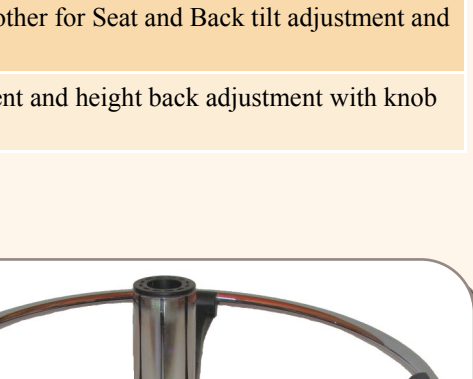 other for Seat and Back tilt adjustment and
ent and height back adjustment with knob